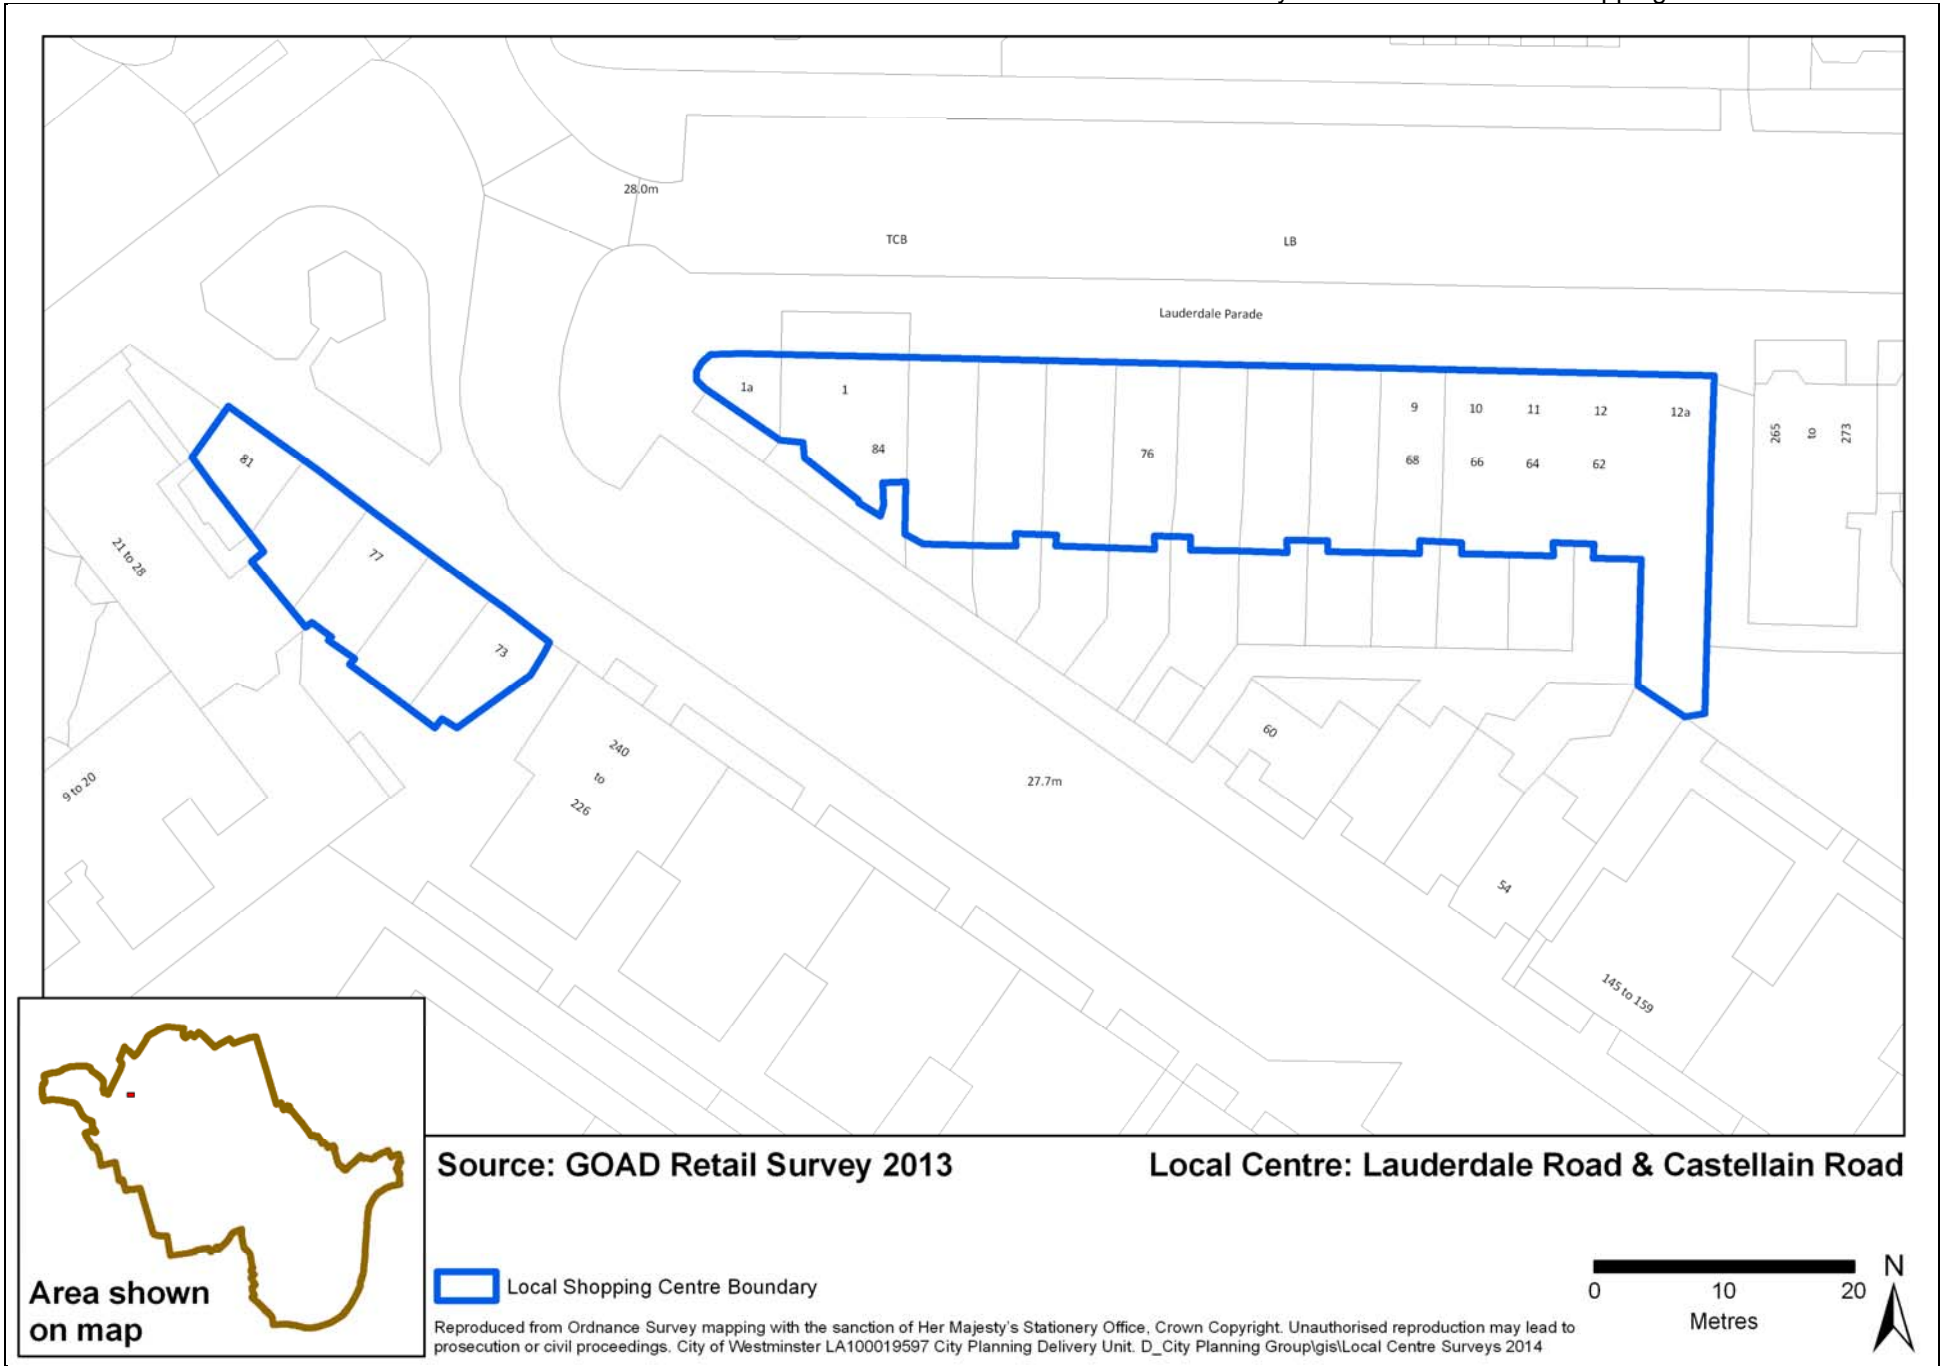 28.0m
TCB
LB
Lauderdale Parade
1a
1
9
10
11
12
12a
84
76
68
66
64
62
265
to
273
81
77
73
21 to 28
9 to 20
240
to
226
60
27.7m
54
145 to 159
Source: GOAD Retail Survey 2013
Local Centre: Lauderdale Road & Castellain Road
Area shown
on map
Local Shopping Centre Boundary
0 10 20
Metres
N
Reproduced from Ordnance Survey mapping with the sanction of Her Majesty's Stationery Office, Crown Copyright. Unauthorised reproduction may lead to
prosecution or civil proceedings. City of Westminster LA100019597 City Planning Delivery Unit. D_City Planning Group\gis\Local Centre Surveys 2014